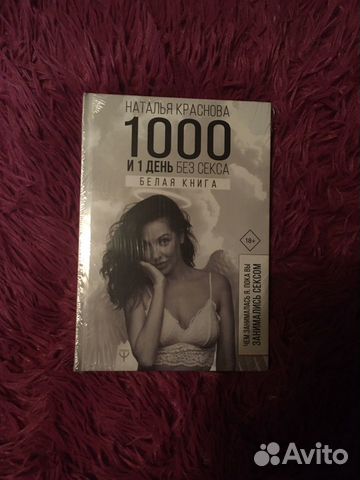 НАТАЛЬЯ КРАСНОВА
1000
И 1 ДЕНЬ БЕЗ СЕКСА
БЕЛАЯ КНИГА
18+
ЧЕМ ЗАНИМАЛАСЬ Я, ПОКА ВЫ
ЗАНИМАЛИСЬ СЕКСОМ
Avito